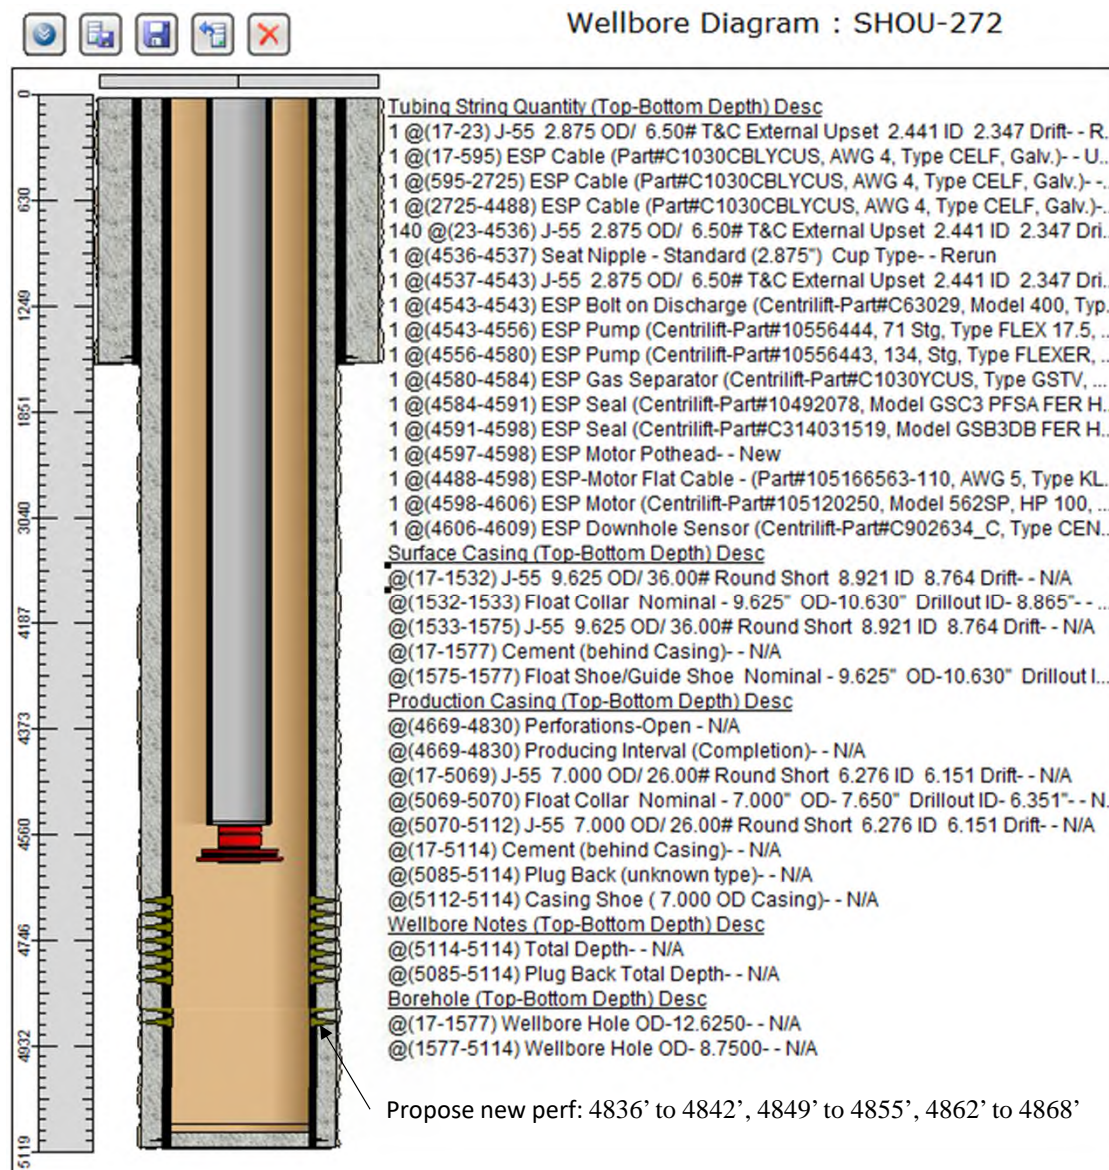 Wellbore Diagram : SHOU-272
0
630
1249
1851
3040
4187
4373
4560
4746
4932
5119
Tubing String Quantity (Top-Bottom Depth) Desc
1 @(17-23) J-55 2.875 OD/ 6.50# T&C External Upset 2.441 ID 2.347 Drift- - R..
1 @(17-595) ESP Cable (Part#C1030CBLYCUS, AWG 4, Type CELF, Galv.)- - U...
1 @(595-2725) ESP Cable (Part#C1030CBLYCUS, AWG 4, Type CELF, Galv.)- -..
1 @(2725-4488) ESP Cable (Part#C1030CBLYCUS, AWG 4, Type CELF, Galv.)-..
140 @(23-4536) J-55 2.875 OD/ 6.50# T&C External Upset 2.441 ID 2.347 Dri..
1 @(4536-4537) Seat Nipple - Standard (2.875") Cup Type- - Rerun
1 @(4537-4543) J-55 2.875 OD/ 6.50# T&C External Upset 2.441 ID 2.347 Dri..
1 @(4543-4543) ESP Bolt on Discharge (Centrilift-Part#C63029, Model 400, Typ..
1 @(4543-4556) ESP Pump (Centrilift-Part#10556444, 71 Stg, Type FLEX 17.5, ...
1 @(4556-4580) ESP Pump (Centrilift-Part#10556443, 134, Stg, Type FLEXER, ...
1 @(4580-4584) ESP Gas Separator (Centrilift-Part#C1030YCUS, Type GSTV, ...
1 @(4584-4591) ESP Seal (Centrilift-Part#10492078, Model GSC3 PFSA FER H..
1 @(4591-4598) ESP Seal (Centrilift-Part#C314031519, Model GSB3DB FER H..
1 @(4597-4598) ESP Motor Pothead- - New
1 @(4488-4598) ESP-Motor Flat Cable - (Part#105166563-110, AWG 5, Type KL..
1 @(4598-4606) ESP Motor (Centrilift-Part#105120250, Model 562SP, HP 100, ...
1 @(4606-4609) ESP Downhole Sensor (Centrilift-Part#C902634_C, Type CEN..
Surface Casing (Top-Bottom Depth) Desc
@(17-1532) J-55 9.625 OD/ 36.00# Round Short 8.921 ID 8.764 Drift- - N/A
@(1532-1533) Float Collar Nominal - 9.625" OD-10.630" Drillout ID- 8.865"- - ...
@(1533-1575) J-55 9.625 OD/ 36.00# Round Short 8.921 ID 8.764 Drift- - N/A
@(17-1577) Cement (behind Casing)- - N/A
@(1575-1577) Float Shoe/Guide Shoe Nominal - 9.625" OD-10.630" Drillout I...
Production Casing (Top-Bottom Depth) Desc
@(4669-4830) Perforations-Open - N/A
@(4669-4830) Producing Interval (Completion)- - N/A
@(17-5069) J-55 7.000 OD/ 26.00# Round Short 6.276 ID 6.151 Drift- - N/A
@(5069-5070) Float Collar Nominal - 7.000" OD- 7.650" Drillout ID- 6.351"- - N.
@(5070-5112) J-55 7.000 OD/ 26.00# Round Short 6.276 ID 6.151 Drift- - N/A
@(17-5114) Cement (behind Casing)- - N/A
@(5085-5114) Plug Back (unknown type)- - N/A
@(5112-5114) Casing Shoe ( 7.000 OD Casing)- - N/A
Wellbore Notes (Top-Bottom Depth) Desc
@(5114-5114) Total Depth- - N/A
@(5085-5114) Plug Back Total Depth- - N/A
Borehole (Top-Bottom Depth) Desc
@(17-1577) Wellbore Hole OD-12.6250- - N/A
@(1577-5114) Wellbore Hole OD- 8.7500- - N/A
Propose new perf: 4836' to 4842', 4849' to 4855', 4862' to 4868'